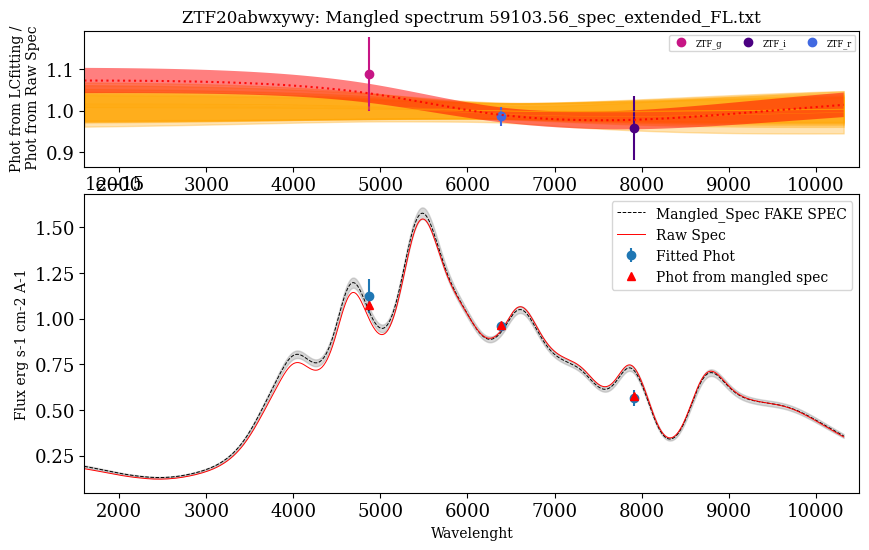 ZTF20abwxywy: Mangled spectrum 59103.56_spec_extended_FL.txt
Phot from LCfitting /
Phot from Raw Spec
1.1
1.0
0.9
ZTF_g ZTF_i ZTF_r
2000 3000 4000 5000 6000 7000 8000 9000 10000
1e−15
Flux erg s-1 cm-2 A-1
1.50
1.25
1.00
0.75
0.50
0.25
Mangled_Spec FAKE SPEC
Raw Spec
Fitted Phot
Phot from mangled spec
2000 3000 4000 5000 6000 7000 8000 9000 10000
Wavelenght